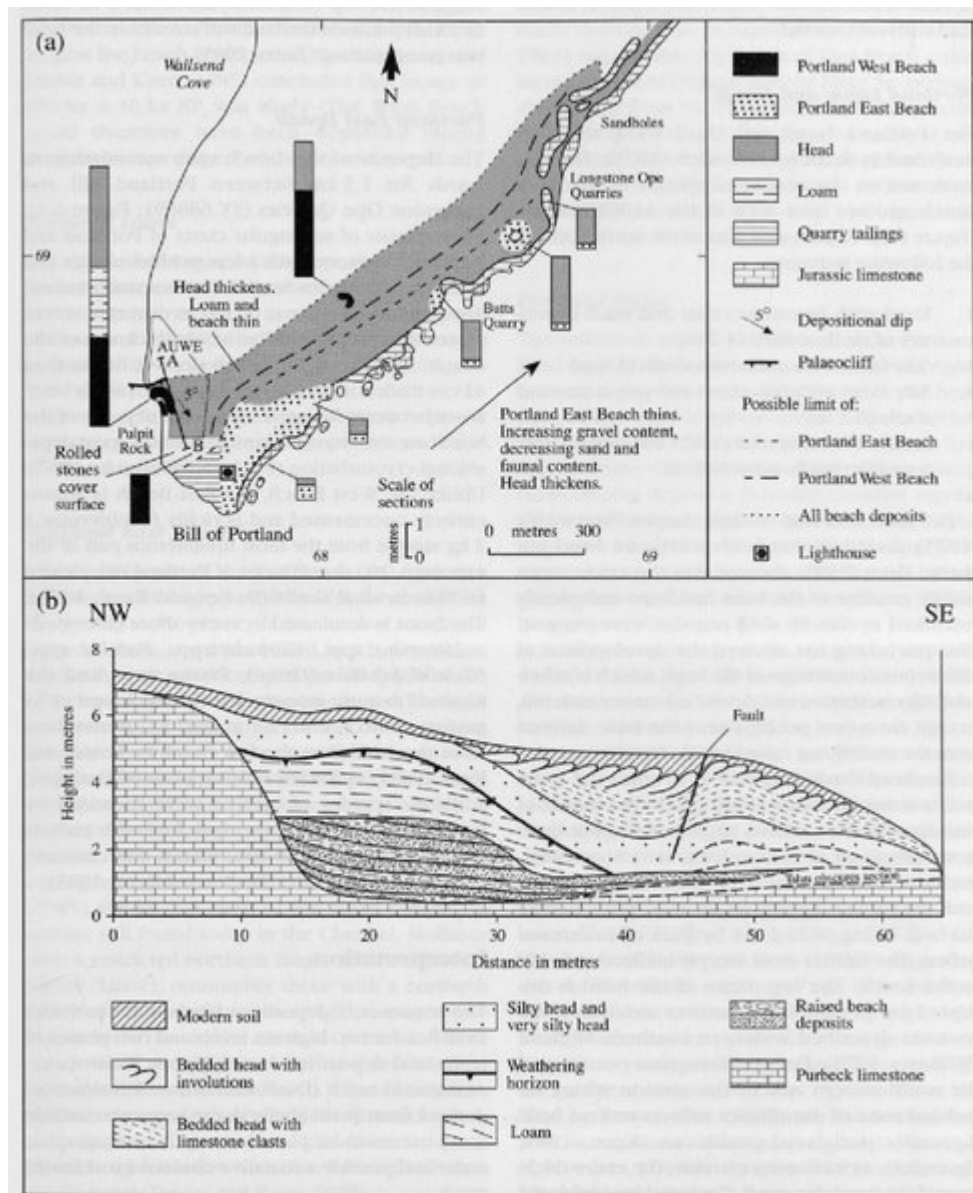 (a)
Wallsend
Cove
N
Sandholes
Longstone Ope
Quarries
69
Head thickens.
Loam and
beach thin
Butts
Quarry
AUWE
A
5°
Pulpit
Rock
B
Rolled
stones
cover
surface
Portland East Beach thins.
Increasing gravel content,
decreasing sand and
faunal content.
Head thickens.
Scale of
sections
metre
1
0
metres 300
Bill of Portland
68
69
Portland West Beach
Portland East Beach
Head
Loam
Quarry tailings
Jurassic limestone
5°
Depositional dip
Palaeocliff
Possible limit of:
Portland East Beach
Portland West Beach
All beach deposits
Lighthouse
(b)
NW
SE
8
6
4
2
0
Height in metres
Fault
0 10 20 30 40 50 60
Distance in metres
Modern soil
Bedded head with
involutions
Bedded head with
limestone clasts
Silty head and
very silty head
Weathering
horizon
Loam
Raised beach
deposits
Purbeck limestone